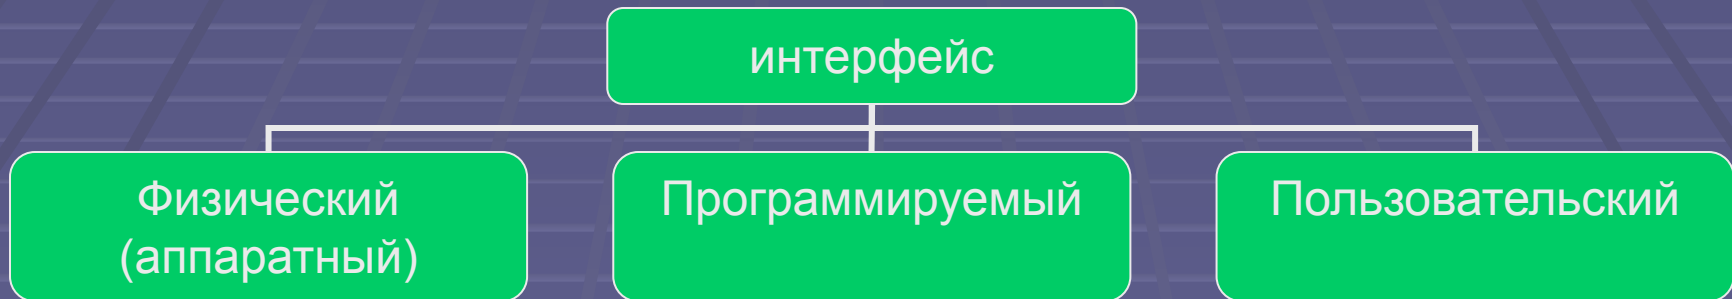 интерфейс
Физический
(аппаратный)
Программируемый
Пользовательский